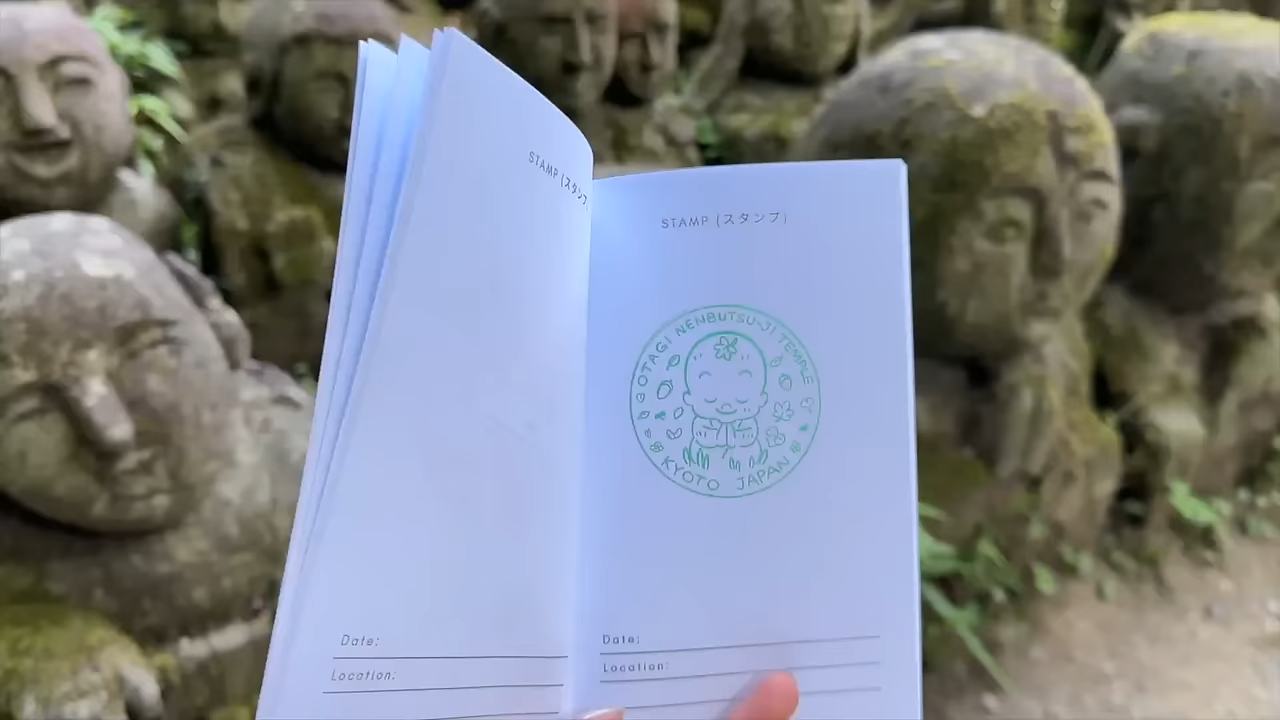 STAMP (スタンプ
Date:
Location:
STAMP (スタンプ)
OTAGI NENBUTSU-JI TEMPLE
KYOTO JAPAN
Date:
Location: